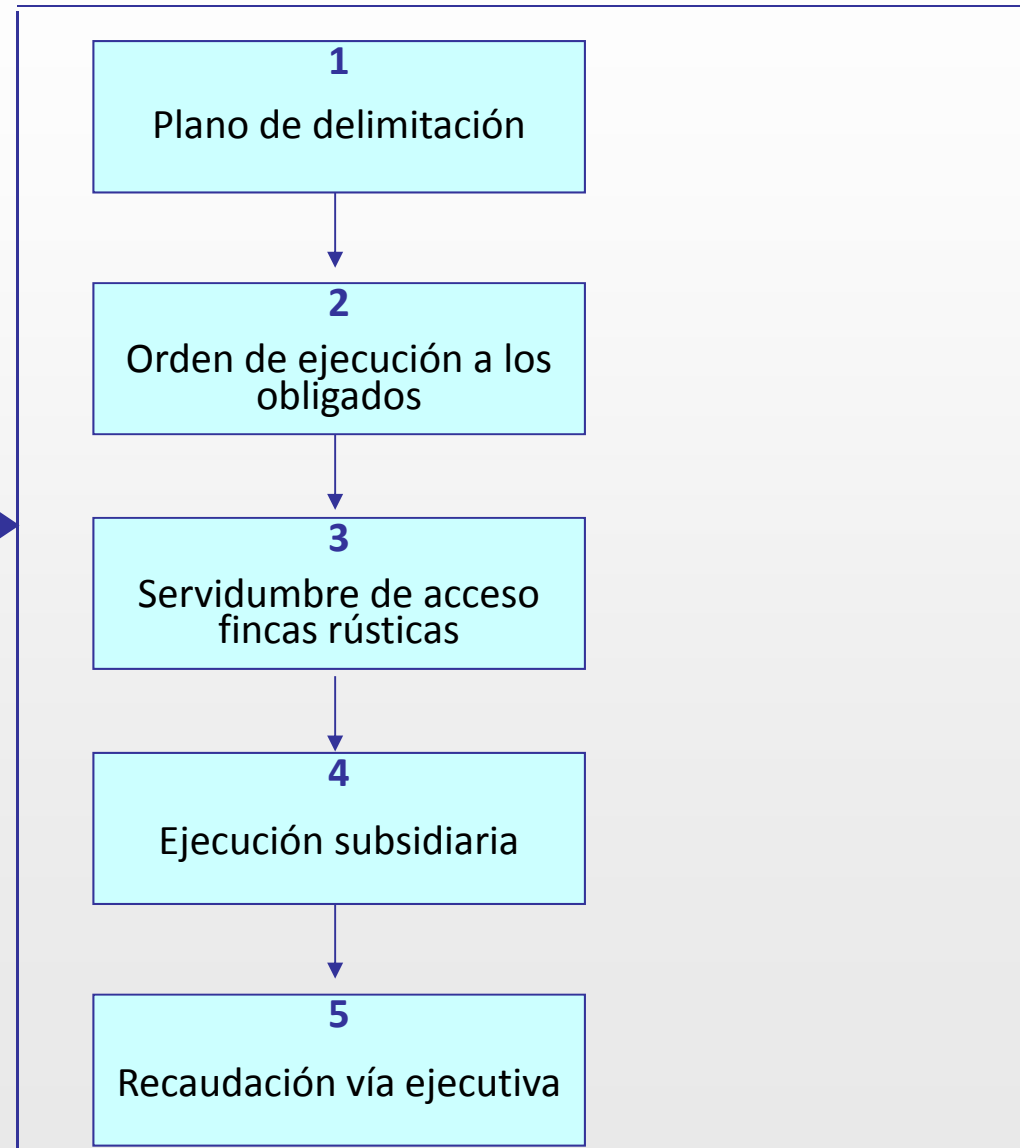 1
Plano de delimitación
2
Orden de ejecución a los
obligados
3
Servidumbre de acceso
fincas rústicas
4
Ejecución subsidiaria
5
Recaudación vía ejecutiva